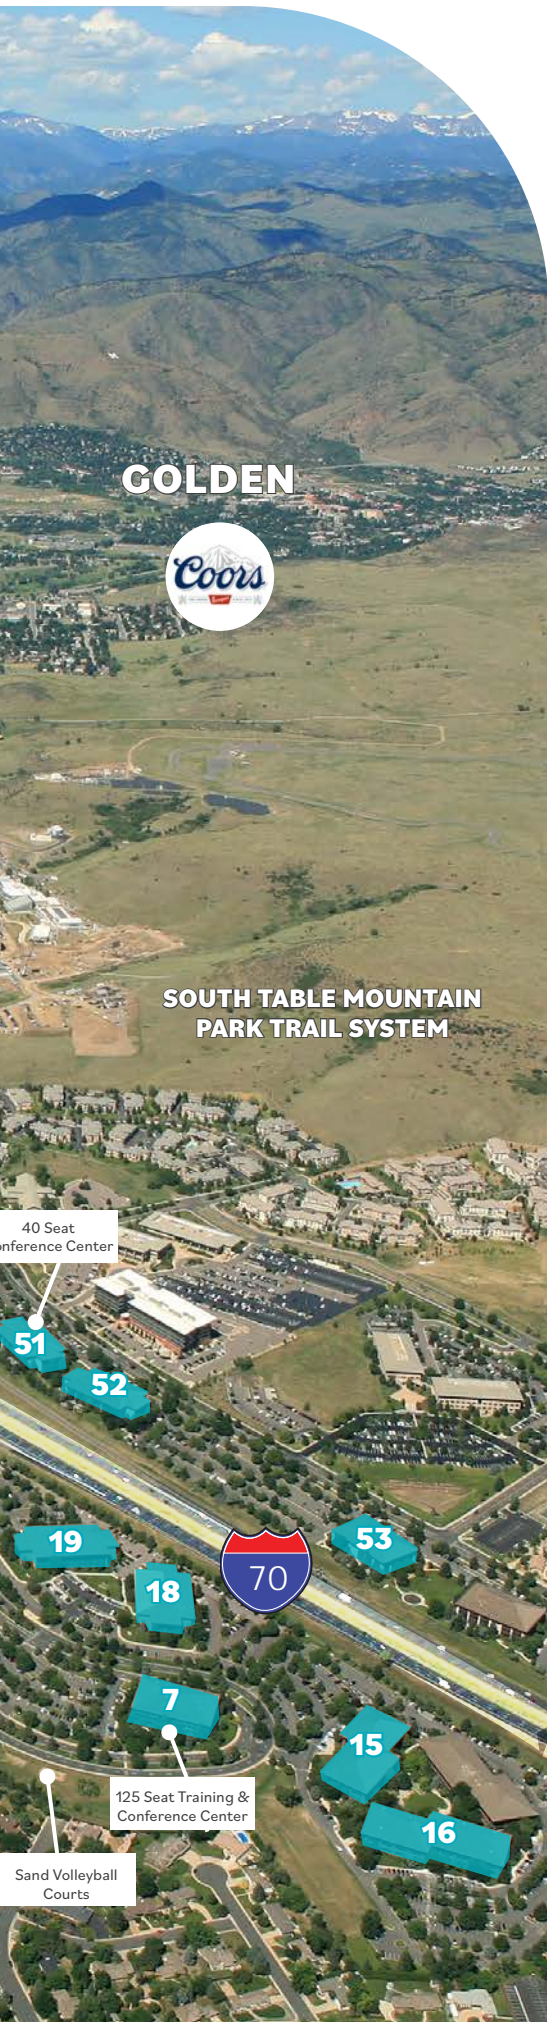 GOLDEN
Coors
SOUTH TABLE MOUNTAIN
PARK TRAIL SYSTEM
40 Seat
onference Center
51
52
19
18
70
53
7
15
125 Seat Training &
Conference Center
16
Sand Volleyball
Courts